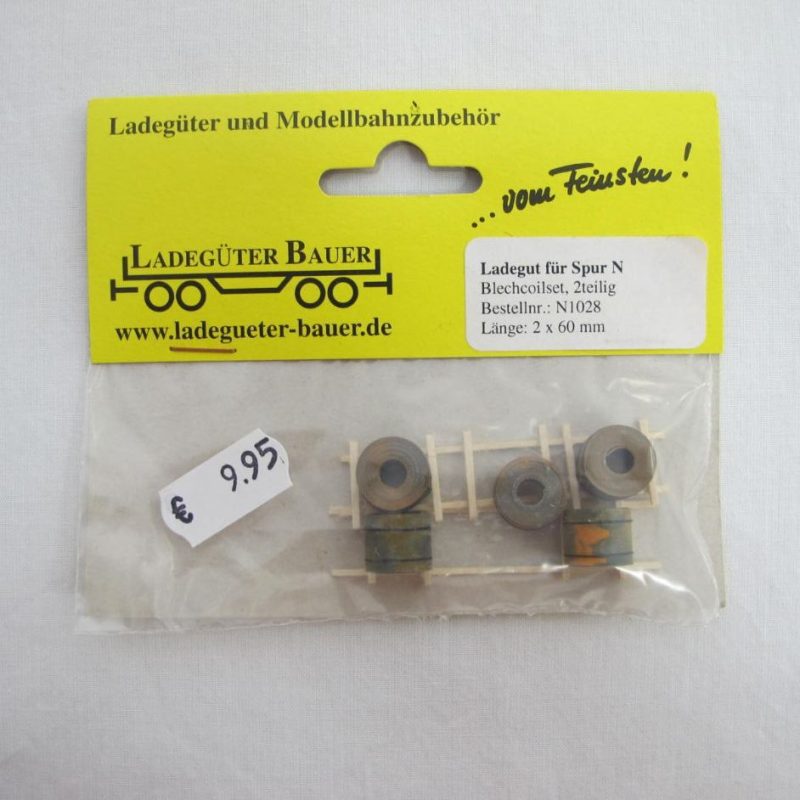 Ladegüter und Modellbahnzubehör
...vom Feinsten!
LADEGÜTER BAUER
www.ladegueter-bauer.de
Ladegut für Spur N
Blechcoilset, 2teilig
Bestellnr.: N1028
Länge: 2 x 60 mm
€ 9.95